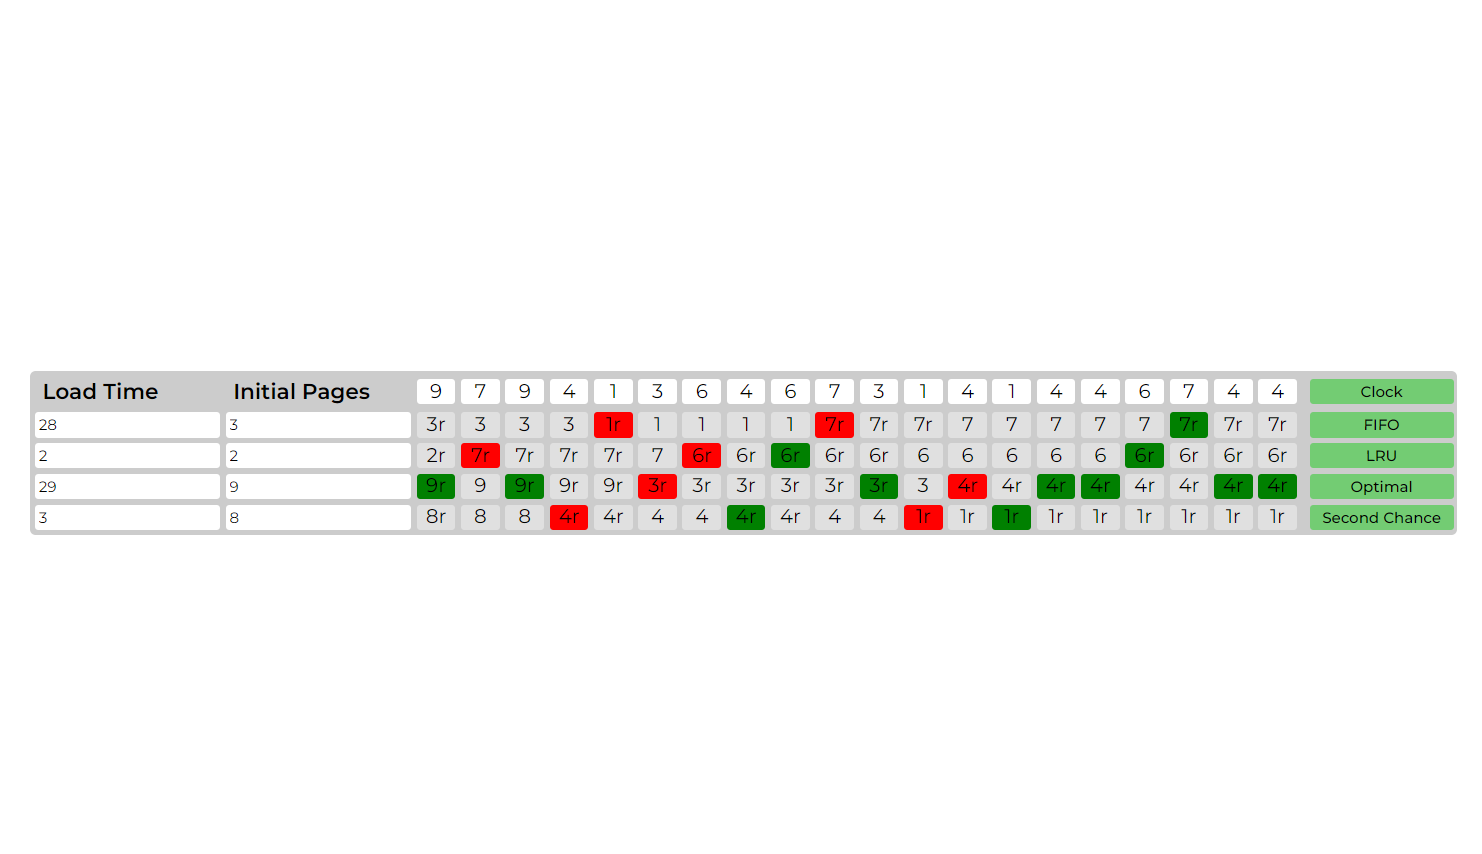 Load Time Initial Pages 9 7 9 4 1 3 6 4 6 7 3 1 4 1 4 4 6 7 4 4 Clock
28 3 3r 3 3 3 1r 1 1 1 1 7r 7r 7r 7 7 7 7 7 7r 7r 7r FIFO
2 2 2r 7r 7r 7r 7r 7 6r 6r 6r 6r 6r 6 6 6 6 6 6r 6r 6r 6r LRU
29 9 9r 9 9r 9r 9r 3r 3r 3r 3r 3r 3r 3 4r 4r 4r 4r 4r 4r 4r 4r Optimal
3 8 8r 8 8 4r 4r 4 4 4r 4r 4 4 1r 1r 1r 1r 1r 1r 1r 1r 1r Second Chance